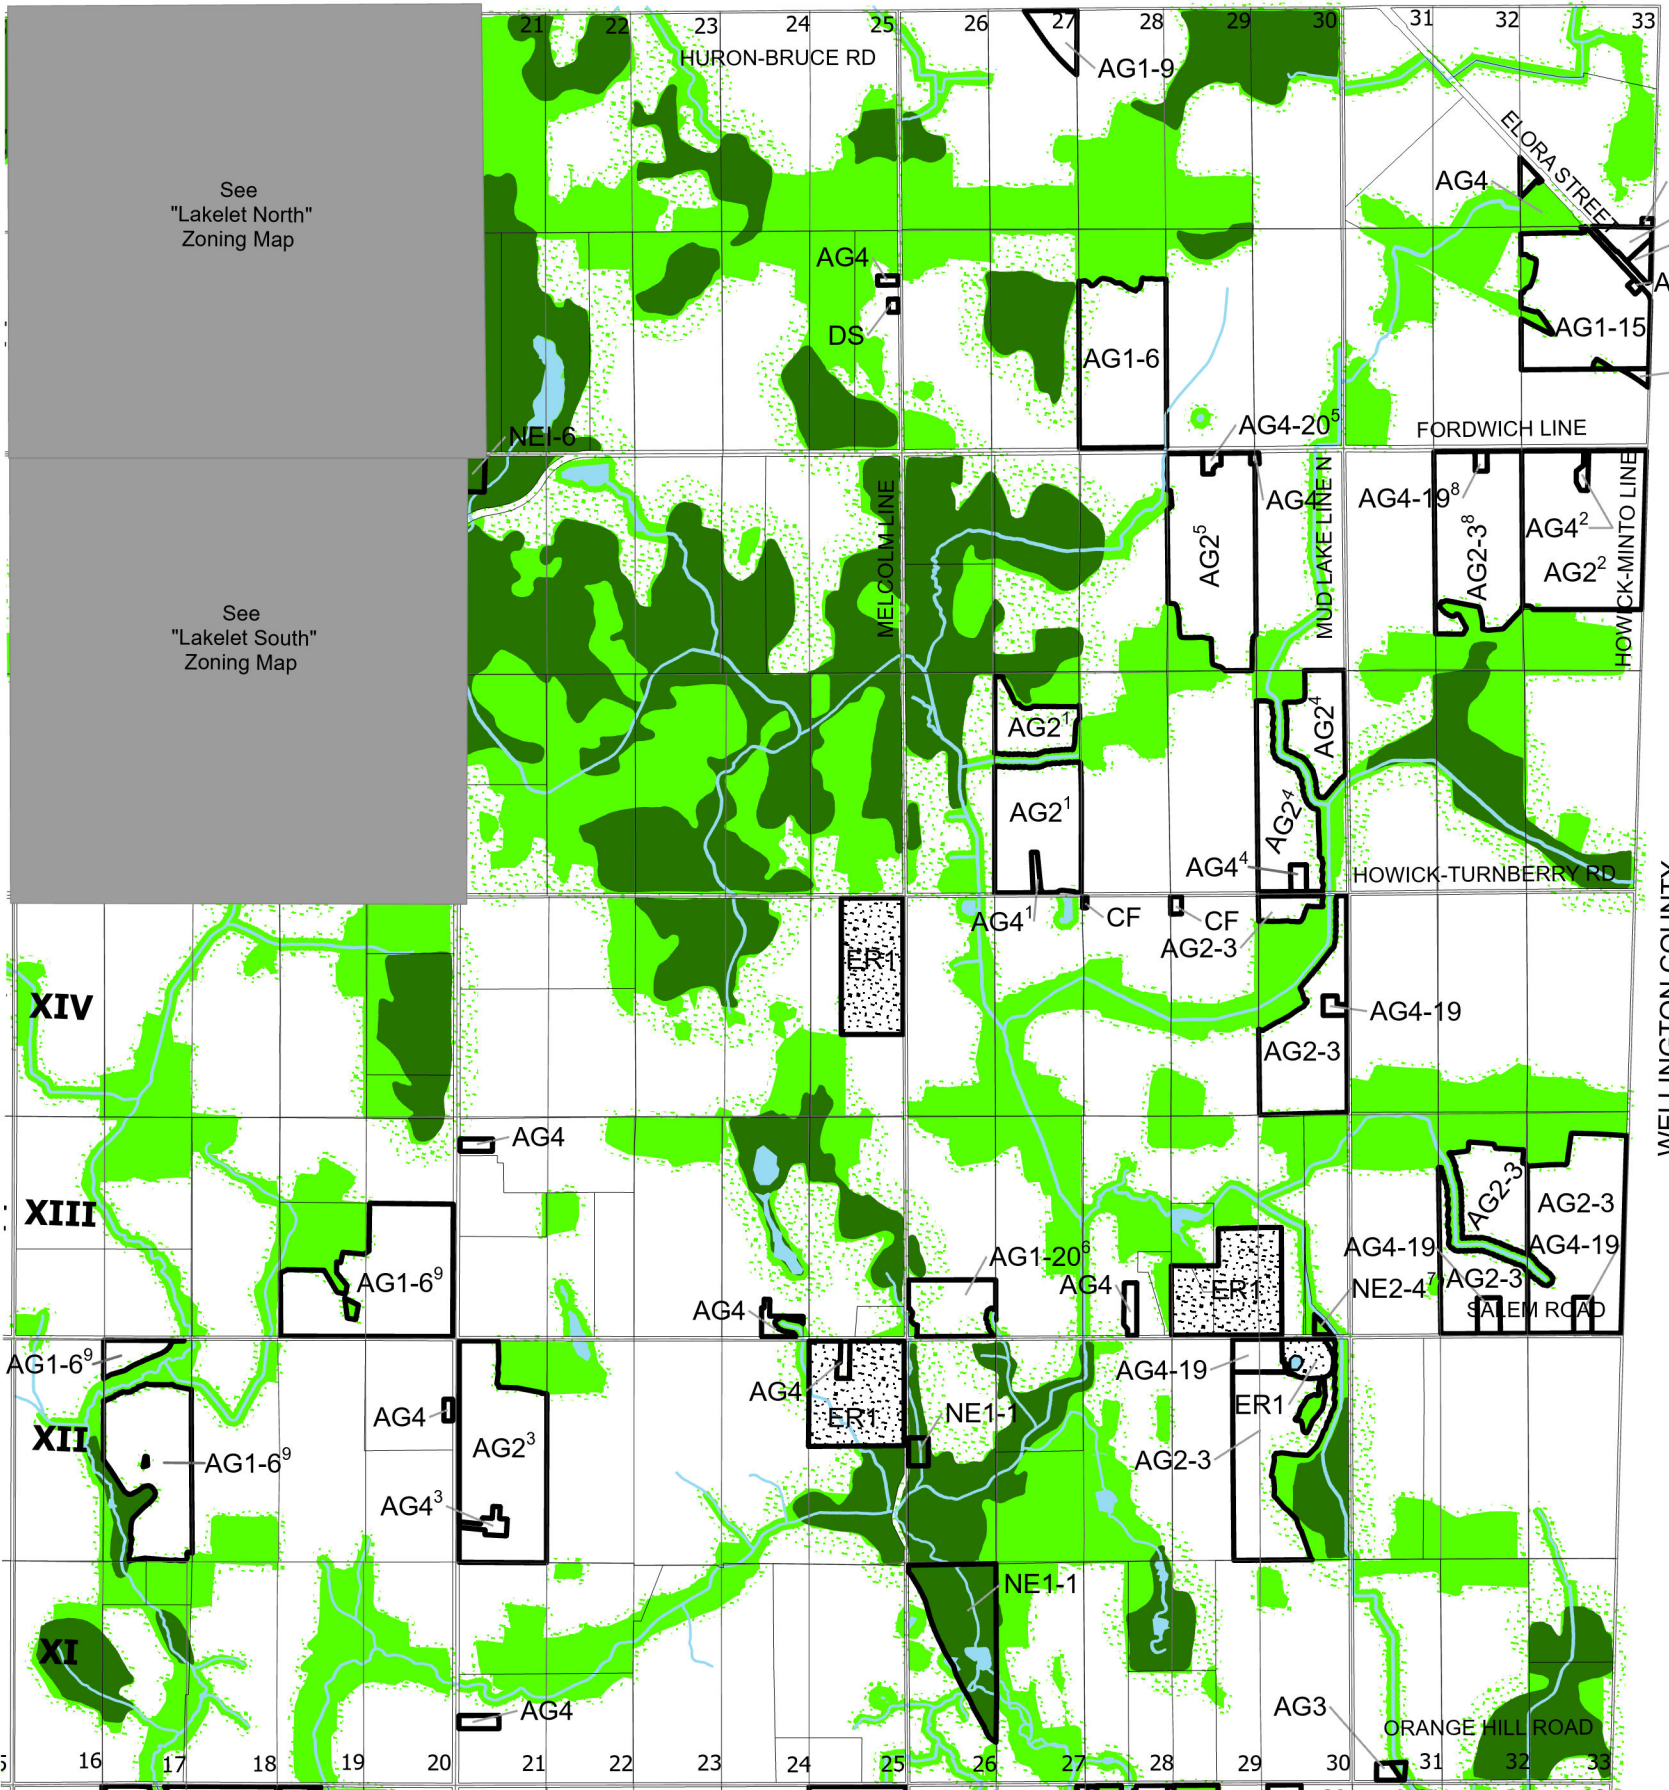 21 22 23 24 25 26 27 28 29 30 31 32 33
HURON-BRUCE RD
AG1-9
ELORA STREET
AG4
See
"Lakelet North"
Zoning Map
AG4
DS
A
AG1-15
AG1-6
AG4-20⁵
FORDWICH LINE
NEI-6
MELCOLM LINE
AG2⁵
AG4
MUD LAKE LINE N
AG4-19⁸
AG2-3⁸
AG4²
AG2²
HOWICK-MINTO LINE
See
"Lakelet South"
Zoning Map
AG2¹
AG2⁴
AG2¹
AG2⁴
AG4⁴
HOWICK-TURNBERRY RD
WELLINGTON COUNTY
AG4¹
CF
CF
AG2-3
ER1
XIV
AG4-19
AG2-3
AG4
XIII
AG2-3
AG2-3
AG1-6⁹
AG1-20⁶
AG4
AG4
ER1
AG4-19
NE2-4⁷
AG2-3
AG4-19
SALEM ROAD
AG1-6⁹
AG4
AG4
ER1
NE1-1
AG4-19
ER1
XII
AG1-6⁹
AG2³
AG4³
AG2-3
NE1-1
XI
AG4
AG3
ORANGE HILL ROAD
16 17 18 19 20 21 22 23 24 25 26 27 28 29 30 31 32 33